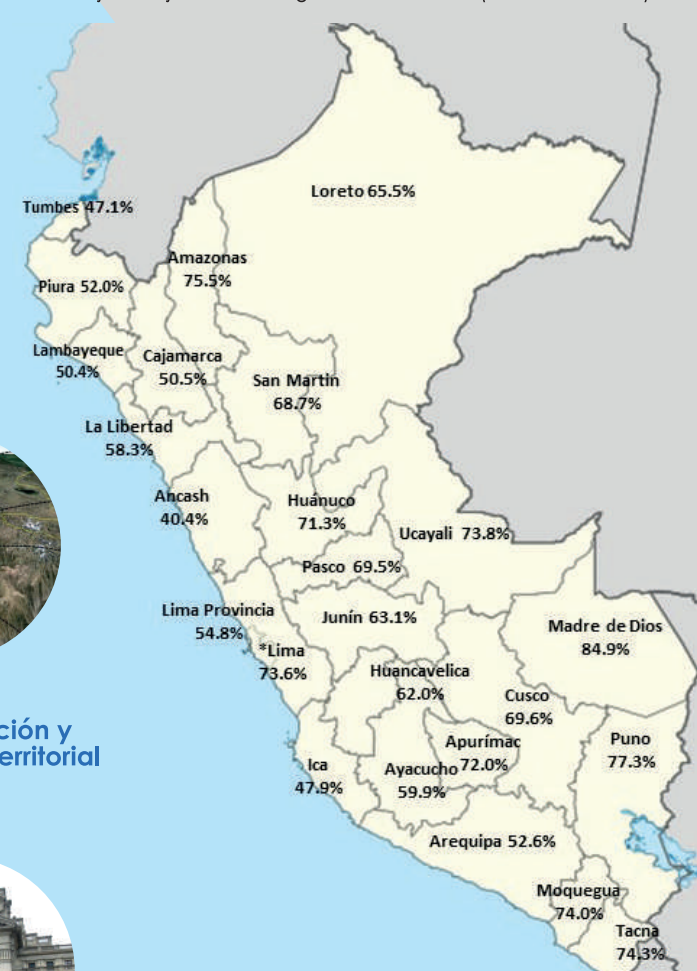 Tumbes 47.1%
Loreto 65.5%
Amazonas
75.5%
Piura 52.0%
Lambayeque
50.4%
Cajamarca
50.5%
San Martin
68.7%
La Libertad
58.3%
Ancash
40.4%
Huánuco
71.3%
Ucayali 73.8%
Pasco 69.5%
Lima Provincia
54.8%
Junín 63.1%
Madre de Dios
84.9%
*Lima
73.6%
Huancavelica
62.0%
Cusco
69.6%
ción y
erritorial
Apurímac
72.0%
Puno
77.3%
Ica
47.9%
Ayacucho
59.9%
Arequipa 52.6%
Moquegua
74.0%
Tacna
74.3%